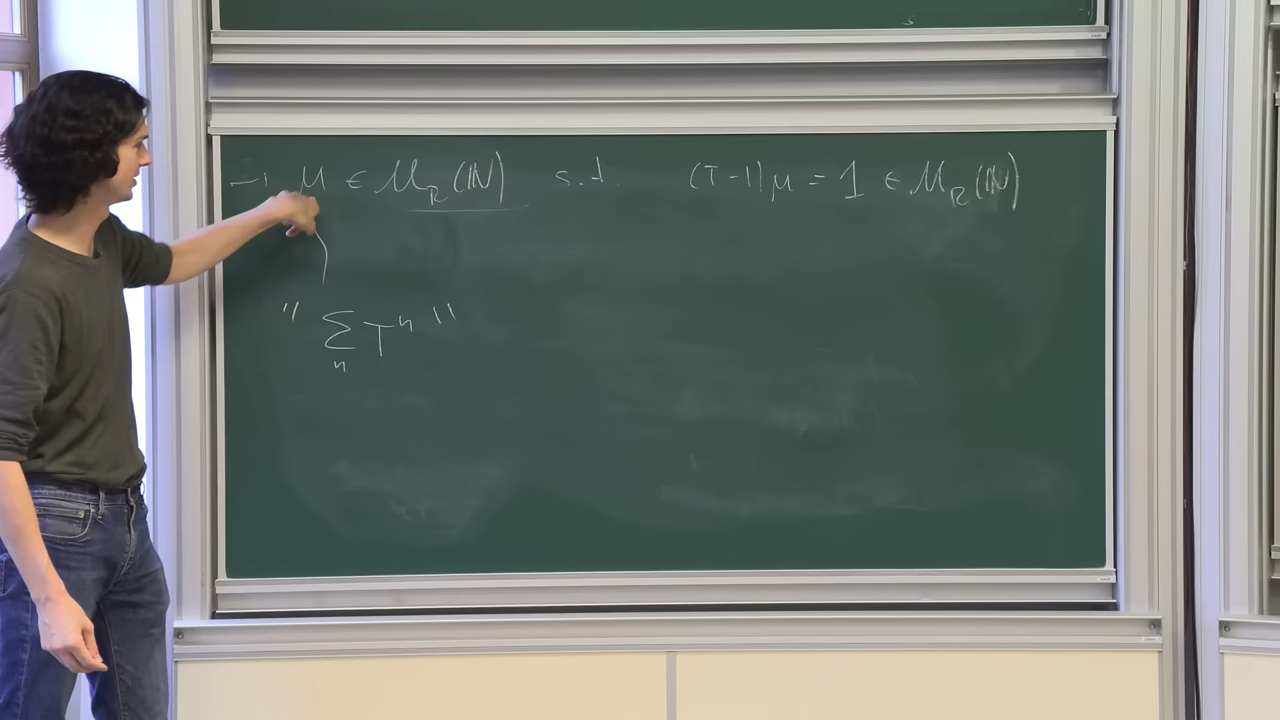 ∃ μ ∈ M_R(ℕ) s.t. (T-1)μ = 1 ∈ M_R(ℕ)
" Σ_n T^n "